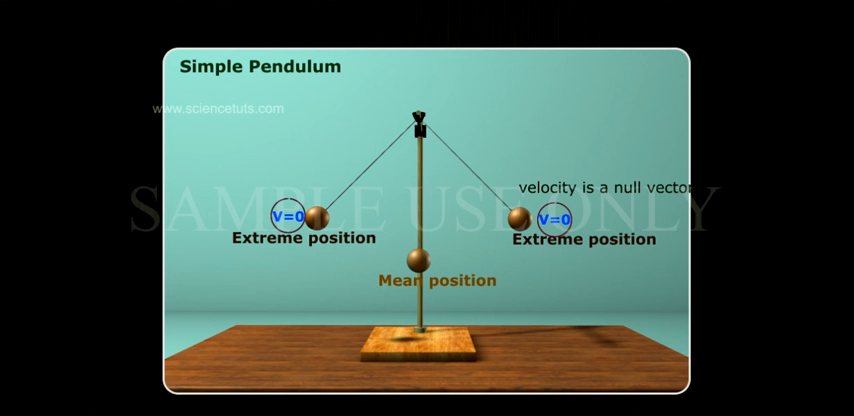 Simple Pendulum
www.sciencetuts.com
velocity is a null vector
SAMPLE USE ONLY
V=0
V=0
Extreme position
Extreme position
Mean position